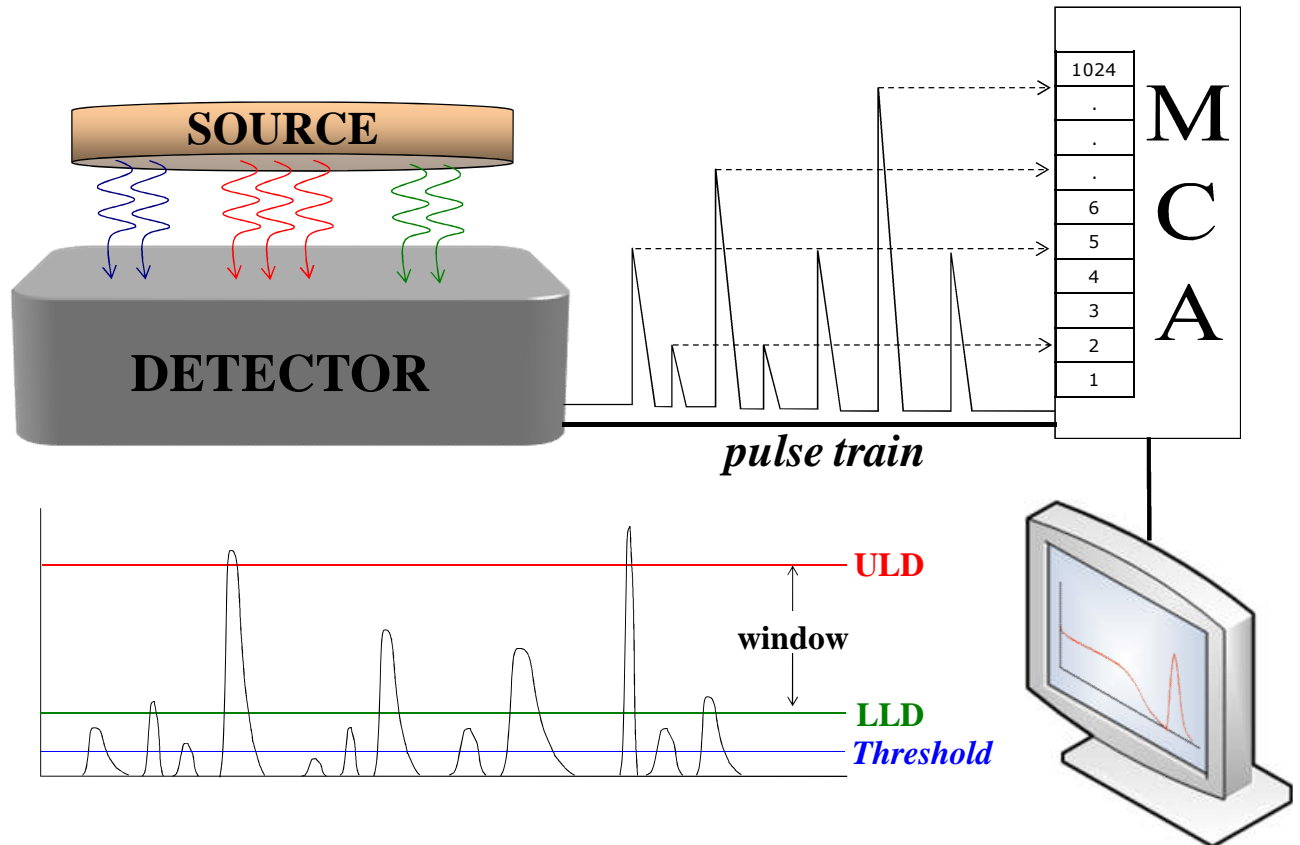 SOURCE
DETECTOR
pulse train
1024
.
.
.
6
5
4
3
2
1
M
C
A
ULD
window
LLD
Threshold